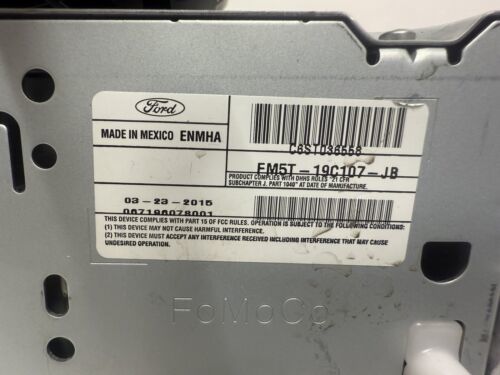 Ford
MADE IN MEXICO ENMHA
C6ST036558
EM5T-19C107-JB
PRODUCT COMPLIES WITH DHHS RULES "21 CFR
SUBCHAPTER J. PART 1040" AT DATE OF MANUFACTURE.
03-23-2015
067196078001
THIS DEVICE COMPLIES WITH PART 15 OF FCC RULES. OPERATION IS SUBJECT TO THE FOLLOWING CONDITIONS:
(1) THIS DEVICE MAY NOT CAUSE HARMFUL INTERFERENCE.
(2) THIS DEVICE MUST ACCEPT ANY INTERFERENCE RECEIVED INCLUDING INTERFERENCE THAT MAY CAUSE
UNDESIRED OPERATION.
FoMoCo